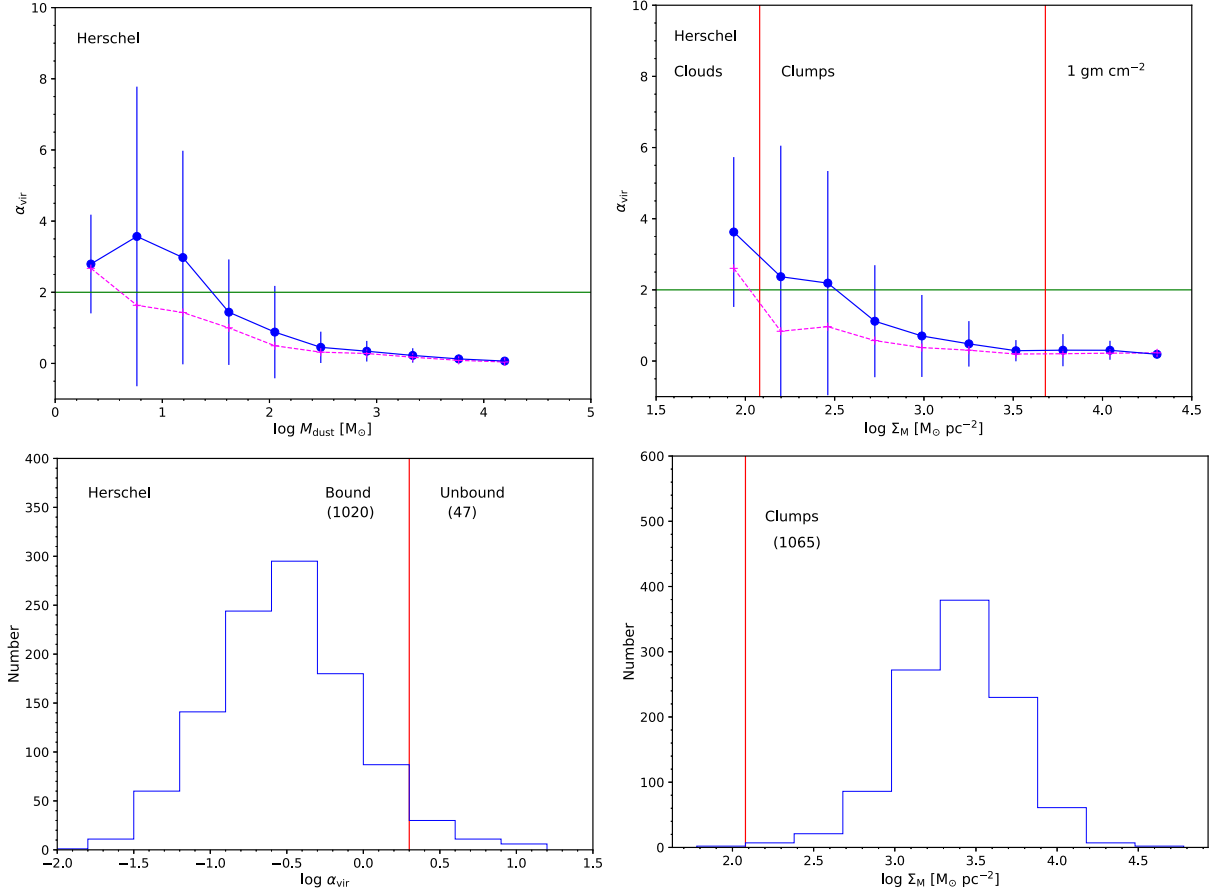 10
8
6
4
2
0
α_vir
Herschel
0 1 2 3 4 5
log M_dust [M_⊙]
10
8
6
4
2
0
α_vir
Herschel
Clouds Clumps 1 gm cm⁻²
1.5 2.0 2.5 3.0 3.5 4.0 4.5
log Σ_M [M_⊙ pc⁻²]
400
350
300
250
200
150
100
50
0
Number
Herschel Bound Unbound
(1020) (47)
−2.0 −1.5 −1.0 −0.5 0.0 0.5 1.0 1.5
log α_vir
600
500
400
300
200
100
0
Number
Clumps
(1065)
2.0 2.5 3.0 3.5 4.0 4.5
log Σ_M [M_⊙ pc⁻²]